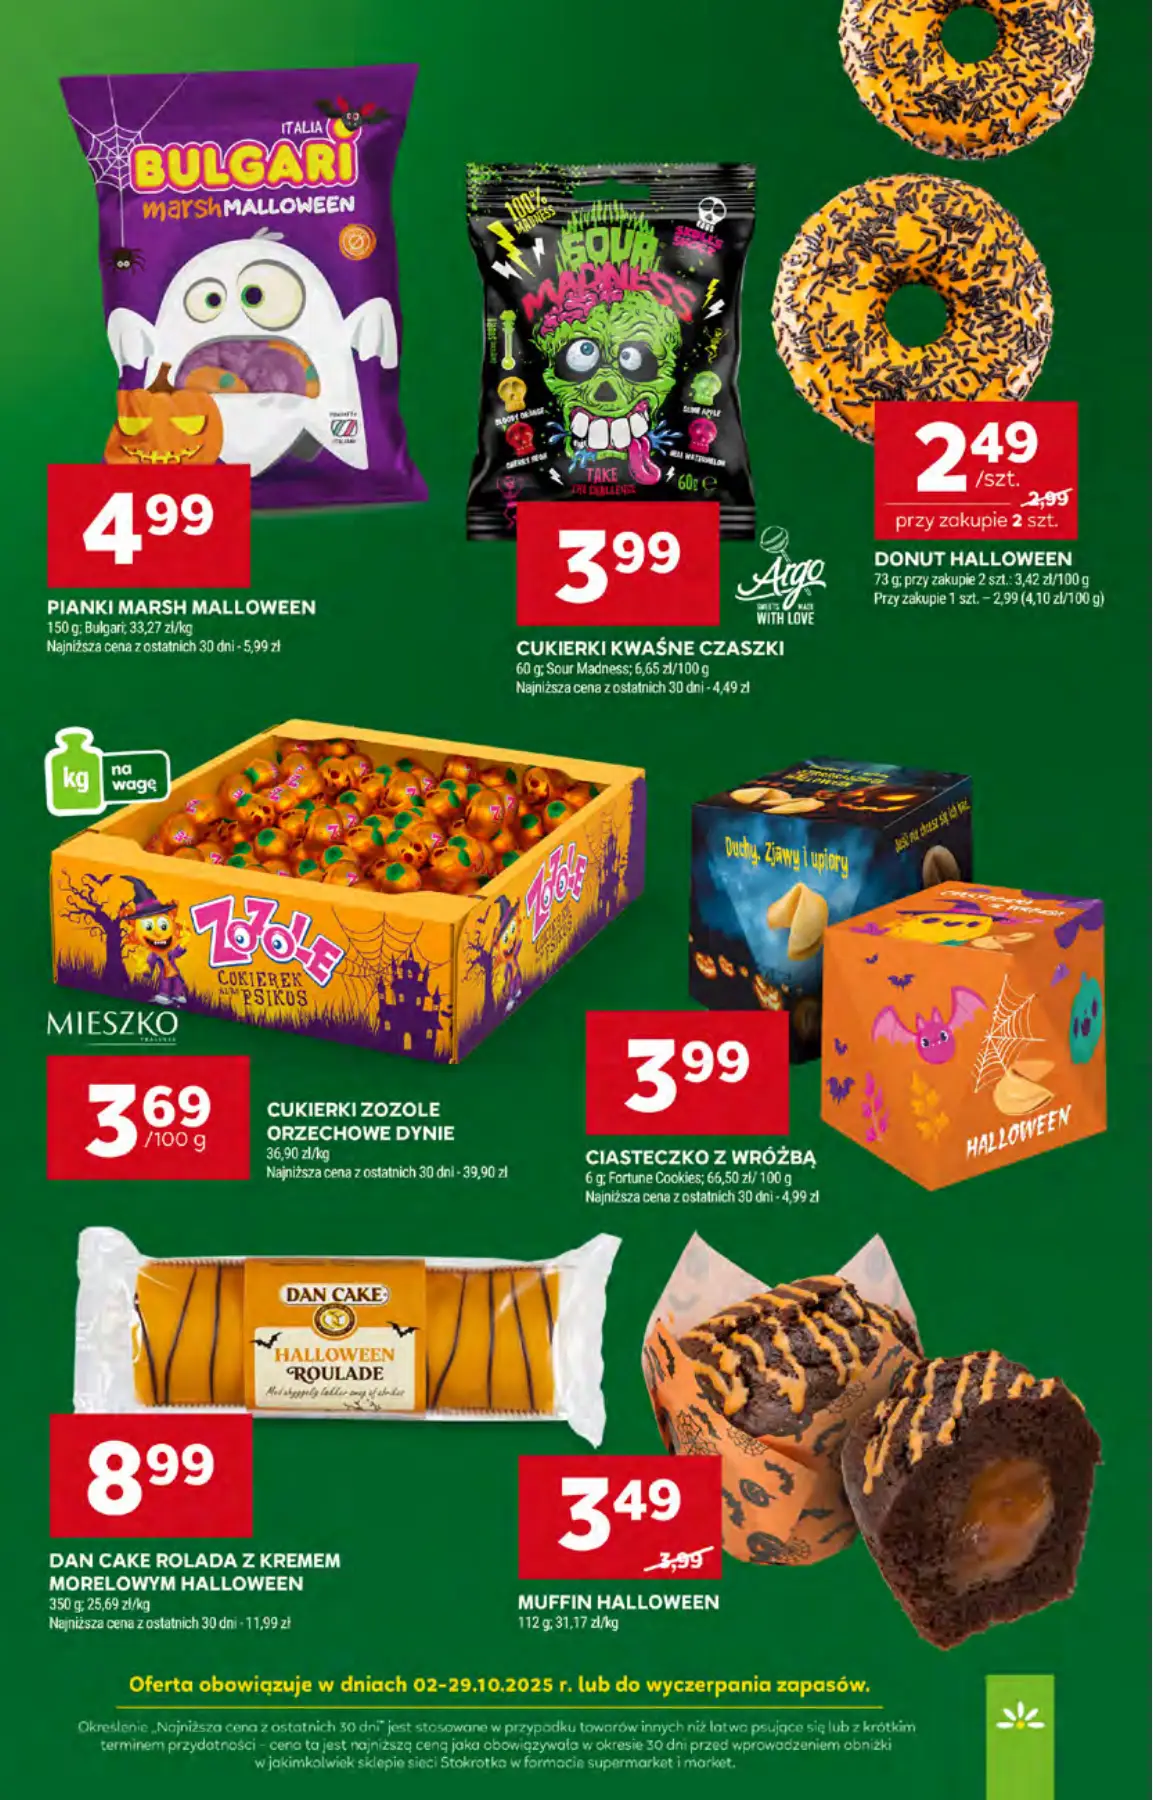 ITALIA
BULGARI
marshMALLOWEEN
4,99
PIANKI MARSH MALLOWEEN
150 g; Bulgari; 33,27 zł/kg
Najniższa cena z ostatnich 30 dni - 5,99 zł
100%
MADNESS
SOUR
MADNESS
BLOODY ORANGE
TAKE
THE CHALLENGE
60g e
3,99
Argo
SWEETS MADE
WITH LOVE
CUKIERKI KWAŚNE CZASZKI
60 g; Sour Madness; 6,65 zł/100 g
Najniższa cena z ostatnich 30 dni - 4,49 zł
2,49
/szt.
2,99
przy zakupie 2 szt.
DONUT HALLOWEEN
73 g; przy zakupie 2 szt.: 3,42 zł/100 g
Przy zakupie 1 szt. – 2,99 (4,10 zł/100 g)
kg
na
wagę
ZOZOLE
COKIEREK
PSIKUS
ZOZOLE
MIESZKO
3,69
/100 g
CUKIERKI ZOZOLE
ORZECHOWE DYNIE
36,90 zł/kg
Najniższa cena z ostatnich 30 dni - 39,90 zł
HALLOWEEN
Duchy, Zjawy i upiory
HALLOWEEN
3,99
CIASTECZKO Z WRÓŻBĄ
6 g; Fortune Cookies; 66,50 zł/ 100 g
Najniższa cena z ostatnich 30 dni - 4,99 zł
DAN CAKE
HALLOWEEN
ROULADE
8,99
DAN CAKE ROLADA Z KREMEM
MORELOWYM HALLOWEEN
350 g; 25,69 zł/kg
Najniższa cena z ostatnich 30 dni - 11,99 zł
3,49
3,99
MUFFIN HALLOWEEN
112 g; 31,17 zł/kg
Oferta obowiązuje w dniach 02-29.10.2025 r. lub do wyczerpania zapasów.
Określenie „Najniższa cena z ostatnich 30 dni” jest stosowane w przypadku towarów innych niż łatwo psujące się lub z krótkim
terminem przydatności - cena ta jest najniższą ceną jaka obowiązywała w okresie 30 dni przed wprowadzeniem obniżki
w jakimkolwiek sklepie sieci Stokrotka w formacie supermarket i market.